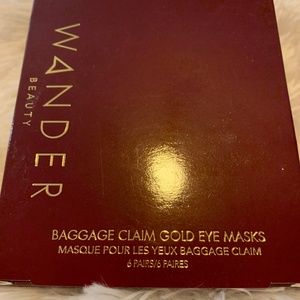 WANDER
BEAUTY
BAGGAGE CLAIM GOLD EYE MASKS
MASQUE POUR LES YEUX BAGGAGE CLAIM
6 PAIRS/6 PAIRES